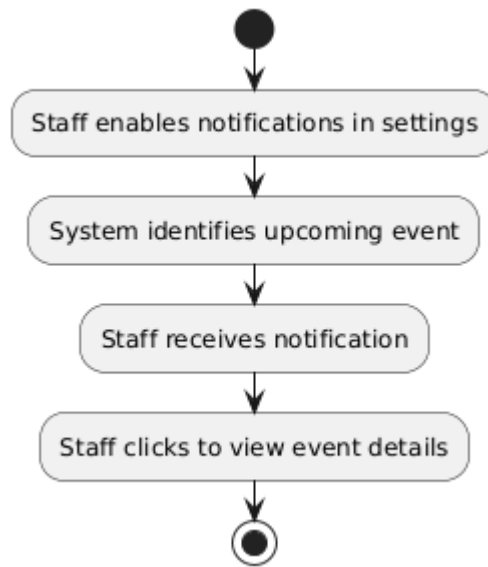 Staff enables notifications in settings
System identifies upcoming event
Staff receives notification
Staff clicks to view event details